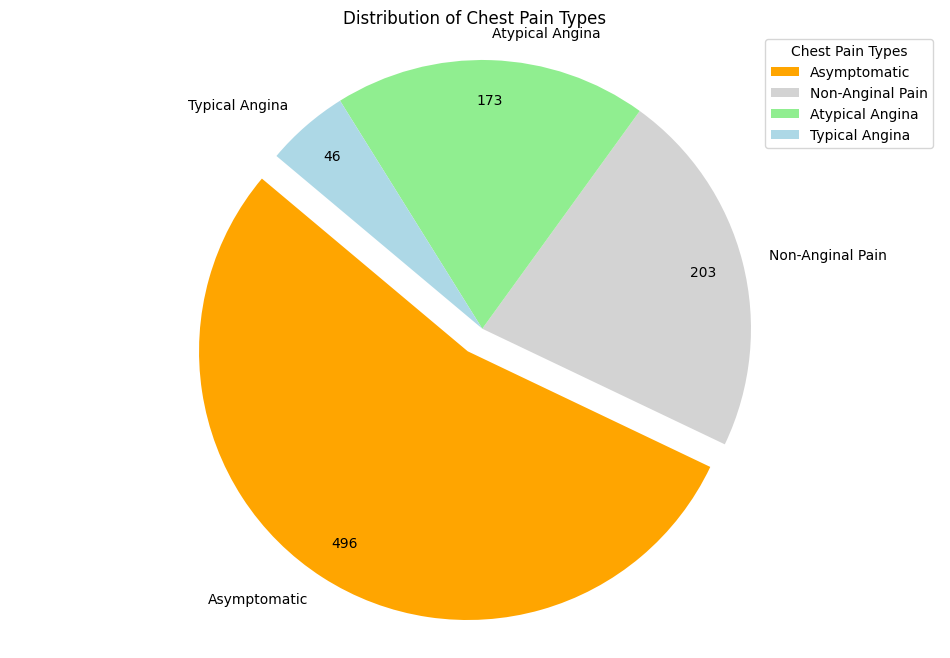 Distribution of Chest Pain Types
Atypical Angina
Chest Pain Types
Asymptomatic
Non-Anginal Pain
Atypical Angina
Typical Angina
Typical Angina
173
46
Non-Anginal Pain
203
496
Asymptomatic